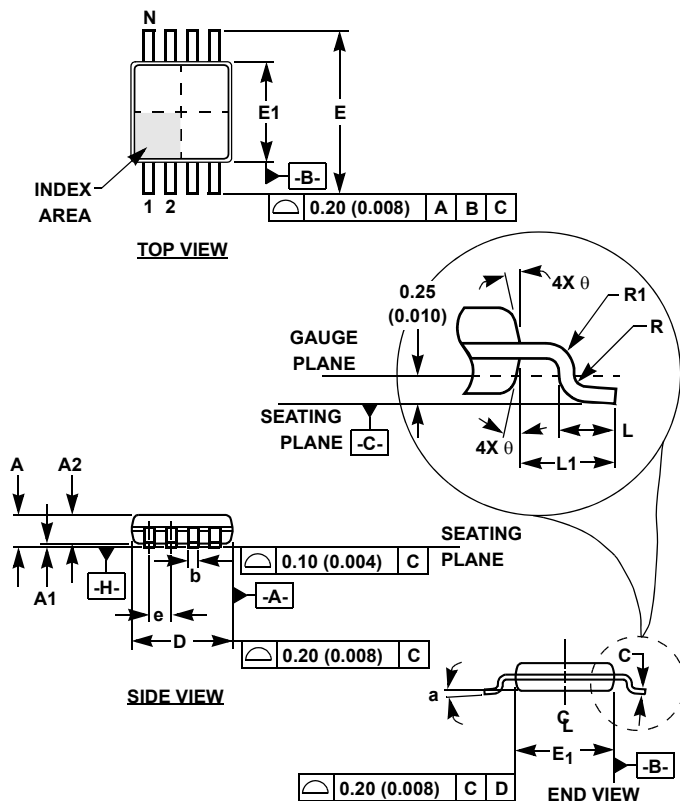 N
E1
E
-B-
INDEX
AREA
1 2
0.20 (0.008) A B C
TOP VIEW
0.25
(0.010)
4X θ
R1
R
GAUGE
PLANE
SEATING
PLANE
-C-
4X θ
L
L1
A
A2
SEATING
PLANE
A1
-H-
b
0.10 (0.004) C
e
-A-
D
0.20 (0.008) C
SIDE VIEW
C
a
CL
E1
-B-
0.20 (0.008) C D
END VIEW